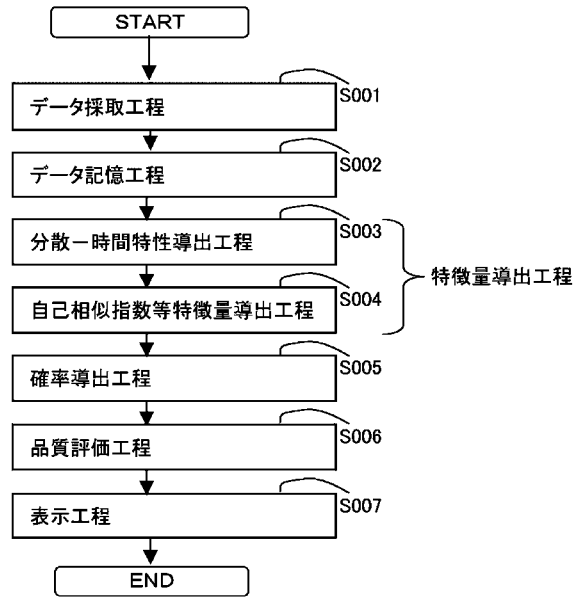 START
データ採取工程
S001
データ記憶工程
S002
分散－時間特性導出工程
S003
自己相似指数等特徴量導出工程
S004
特徴量導出工程
確率導出工程
S005
品質評価工程
S006
表示工程
S007
END